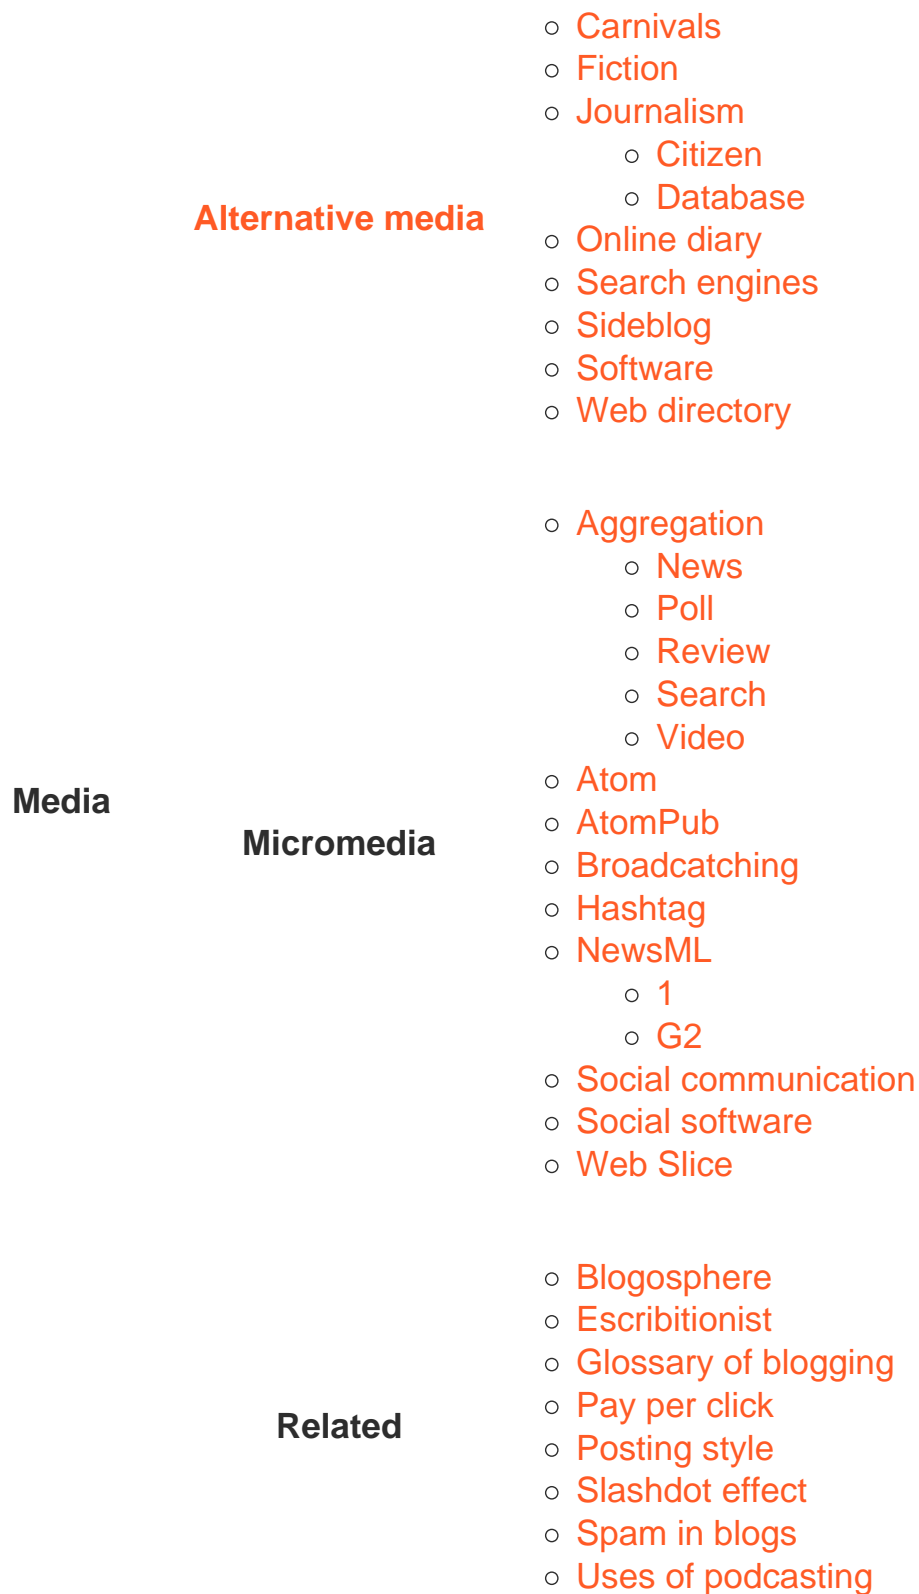 Media
Alternative media
Carnivals
Fiction
Journalism
Citizen
Database
Online diary
Search engines
Sideblog
Software
Web directory
Micromedia
Aggregation
News
Poll
Review
Search
Video
Atom
AtomPub
Broadcatching
Hashtag
NewsML
1
G2
Social communication
Social software
Web Slice
Related
Blogosphere
Escribitionist
Glossary of blogging
Pay per click
Posting style
Slashdot effect
Spam in blogs
Uses of podcasting